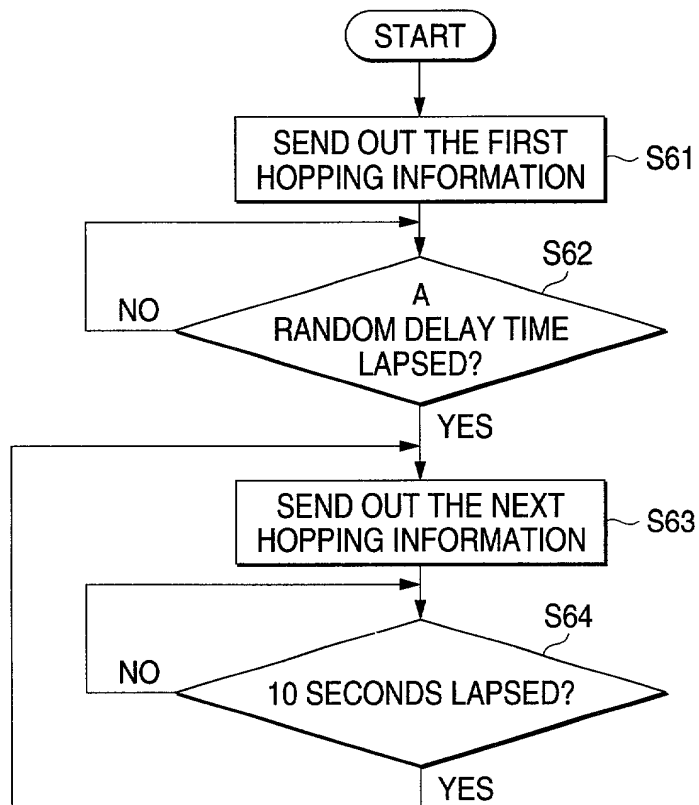 START
SEND OUT THE FIRST
HOPPING INFORMATION
S61
S62
A
RANDOM DELAY TIME
LAPSED?
NO
YES
SEND OUT THE NEXT
HOPPING INFORMATION
S63
S64
10 SECONDS LAPSED?
NO
YES